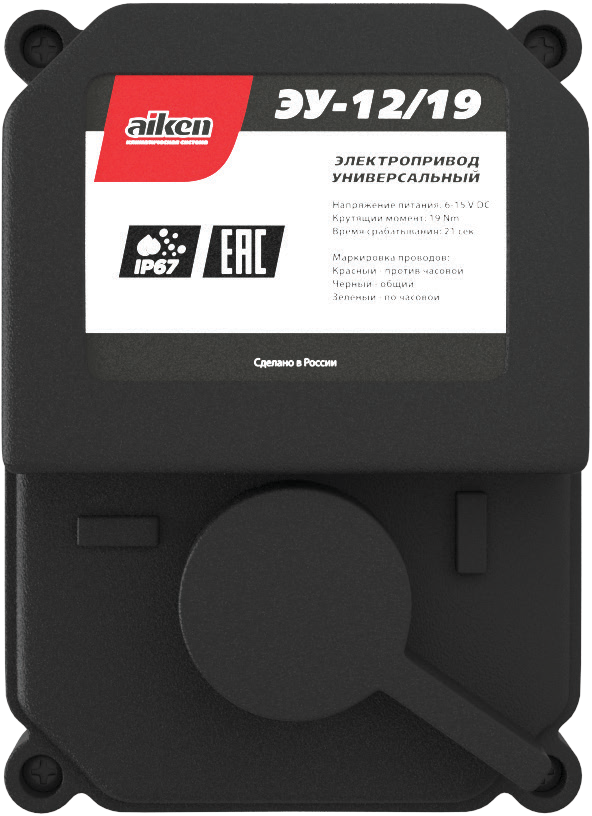 aiken
климатические системы
ЭУ-12/19
ЭЛЕКТРОПРИВОД
УНИВЕРСАЛЬНЫЙ
Напряжение питания: 6-15 V DC
Крутящий момент: 19 Nm
Время срабатывания: 21 сек
Маркировка проводов:
Красный - против часовой
Черный - общий
Зеленый - по часовой
IP67
EAC
Сделано в России